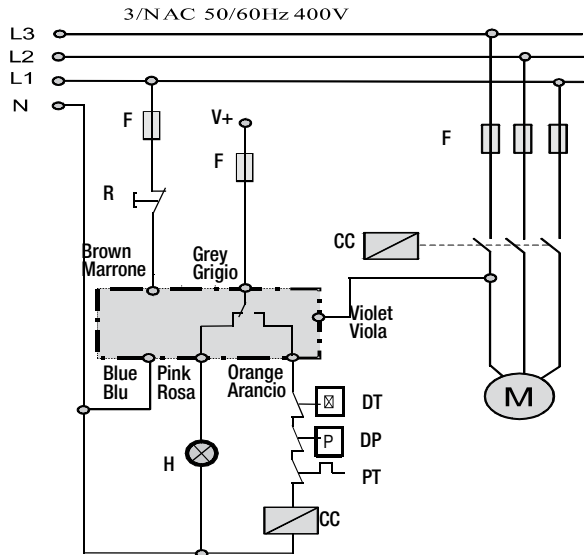 3/N AC 50/60Hz 400V
L3
L2
L1
N
F
V+
F
F
R
CC
Brown
Marrone
Grey
Grigio
Violet
Viola
Blue
Blu
Pink
Rosa
Orange
Arancio
M
DT
P
DP
H
PT
CC